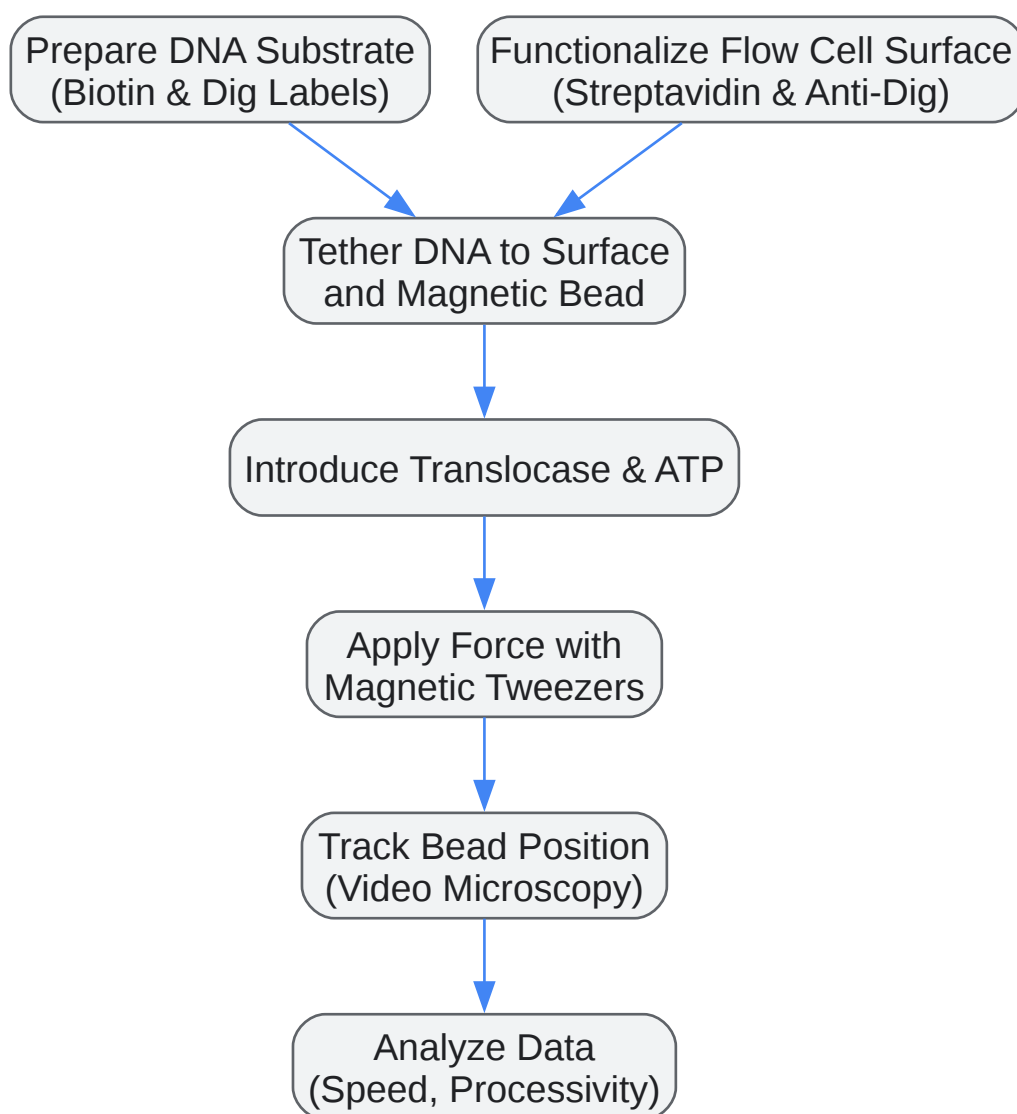 Prepare DNA Substrate
(Biotin & Dig Labels)
Functionalize Flow Cell Surface
(Streptavidin & Anti-Dig)
Tether DNA to Surface
and Magnetic Bead
Introduce Translocase & ATP
Apply Force with
Magnetic Tweezers
Track Bead Position
(Video Microscopy)
Analyze Data
(Speed, Processivity)